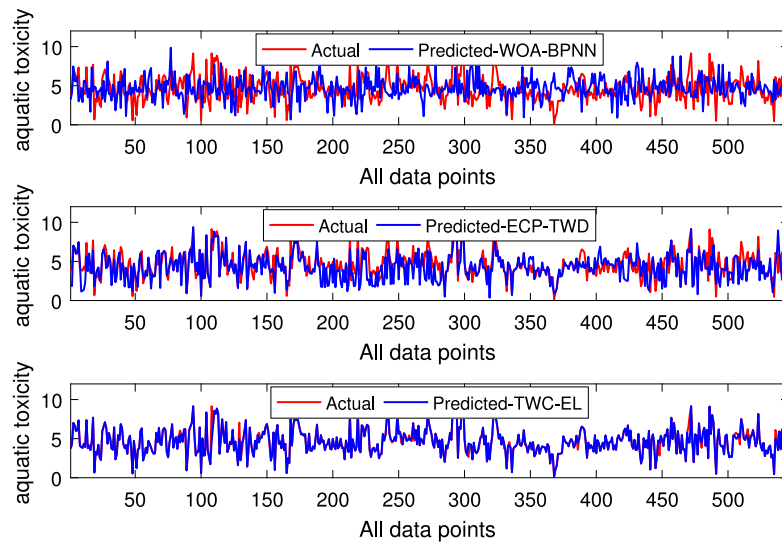 aquatic toxicity
10
5
0
Actual Predicted-WOA-BPNN
50 100 150 200 250 300 350 400 450 500
All data points
aquatic toxicity
10
5
0
Actual Predicted-ECP-TWD
50 100 150 200 250 300 350 400 450 500
All data points
aquatic toxicity
10
5
0
Actual Predicted-TWC-EL
50 100 150 200 250 300 350 400 450 500
All data points